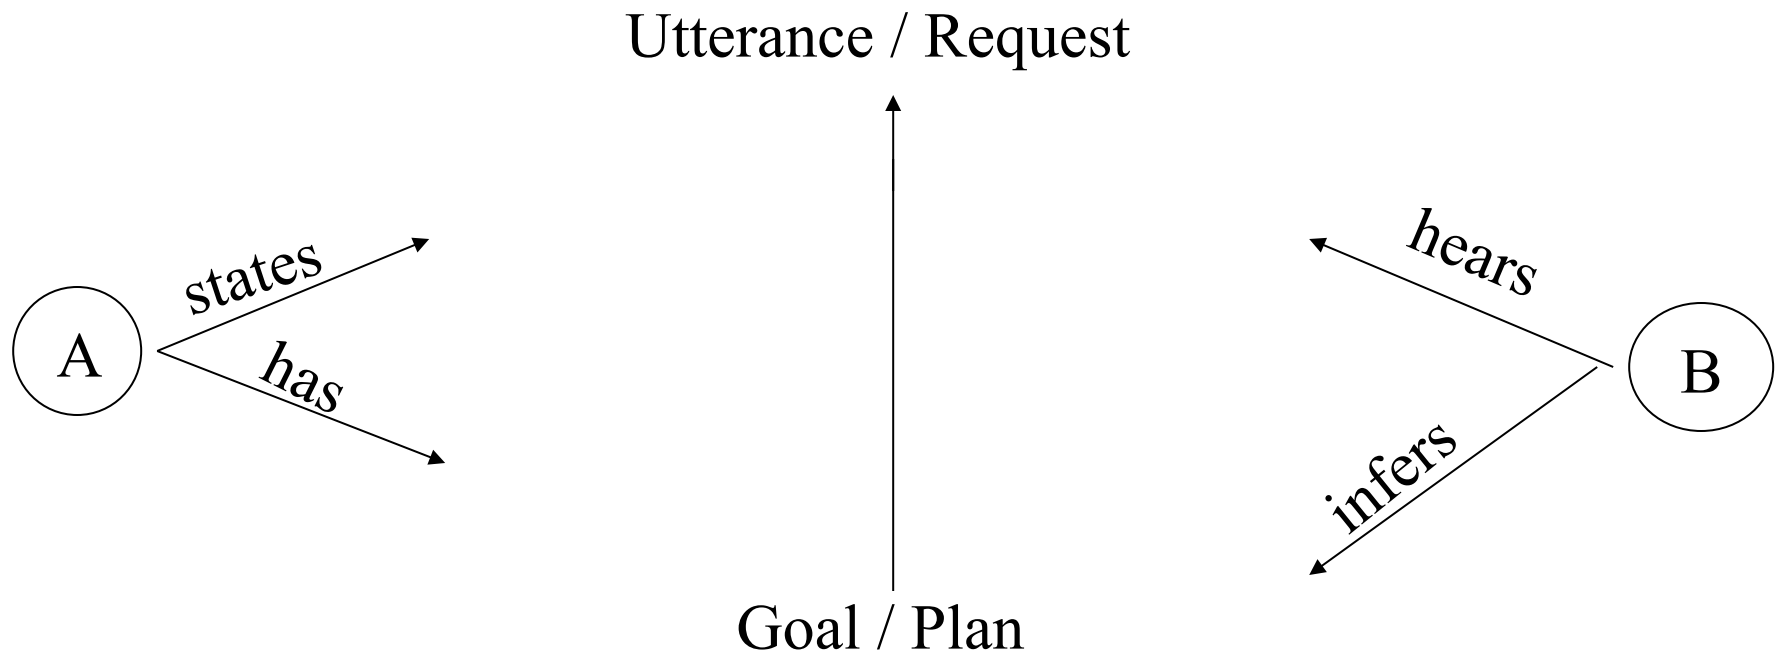 Utterance / Request
states
hears
A
has
B
infers
Goal / Plan